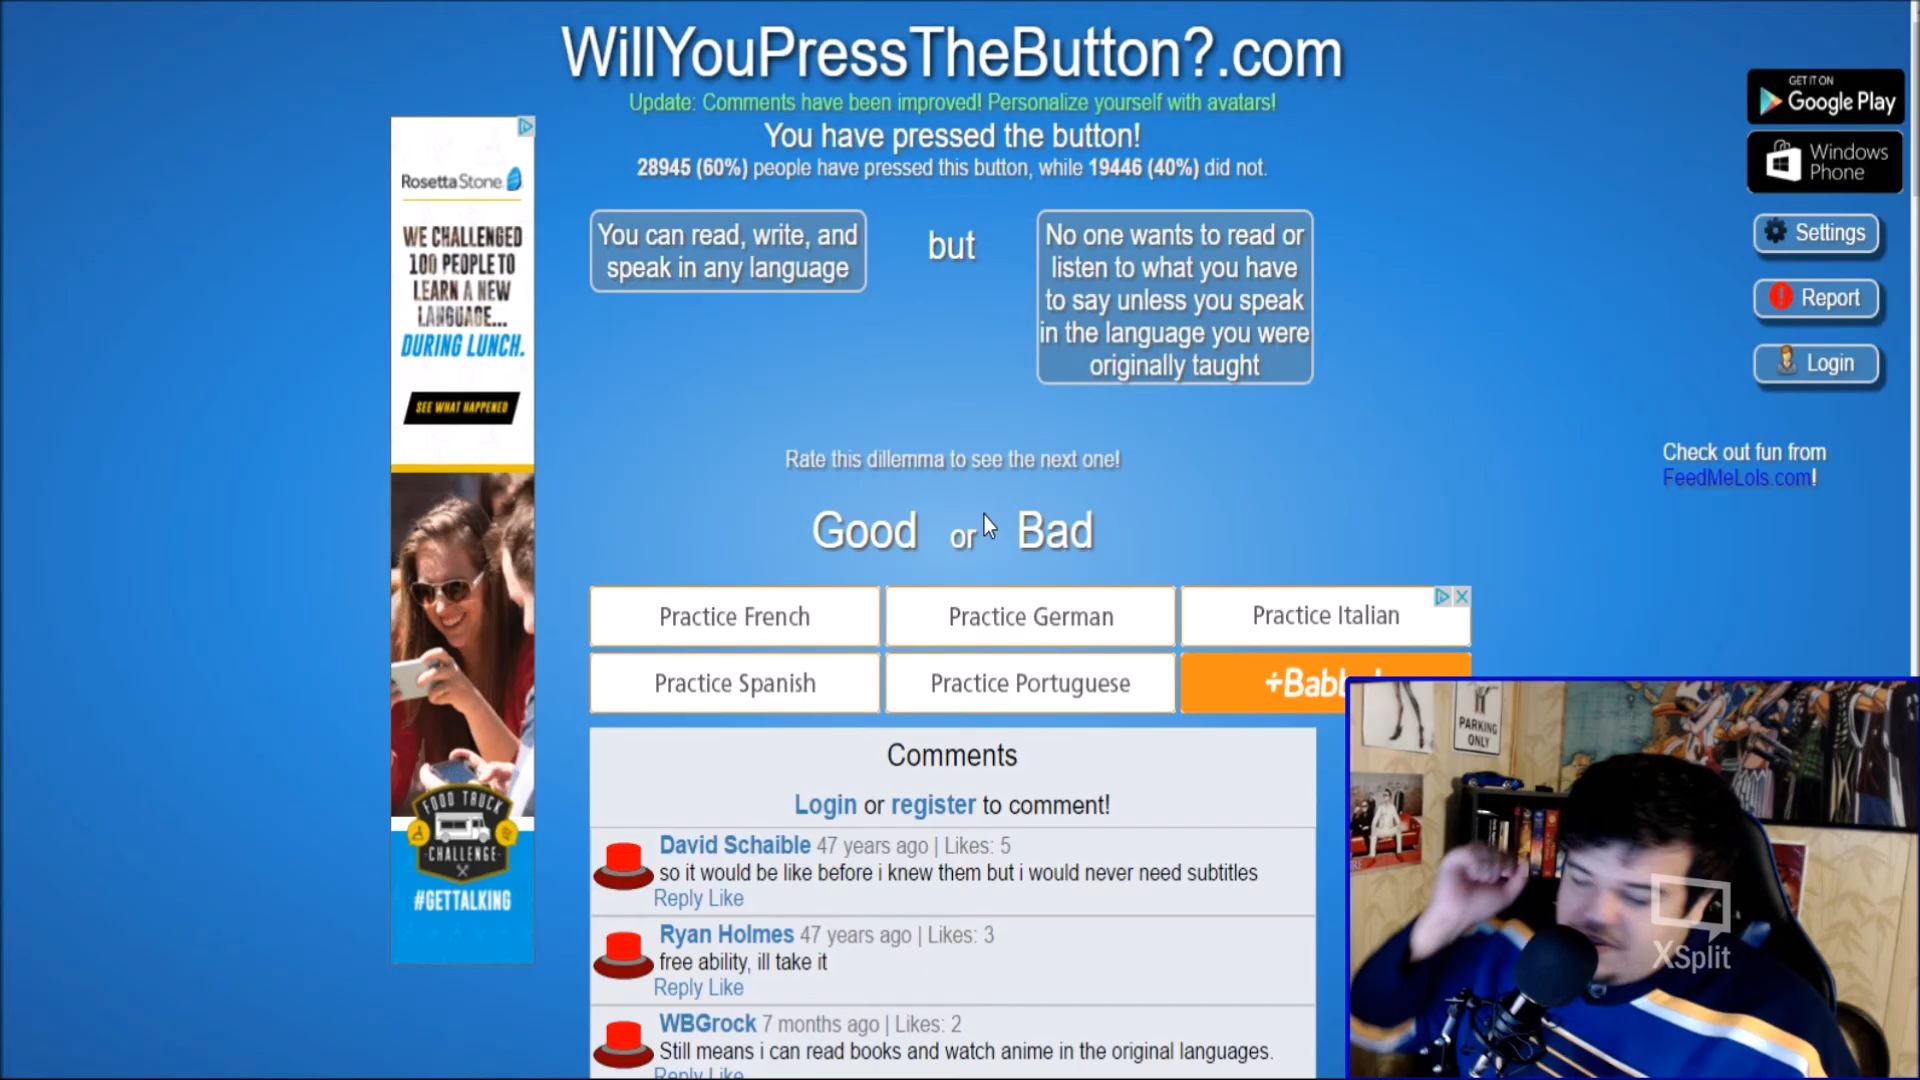 WillYouPressTheButton?.com
Update: Comments have been improved! Personalize yourself with avatars!
You have pressed the button!
28945 (60%) people have pressed this button, while 19446 (40%) did not.
You can read, write, and
speak in any language
but
No one wants to read or
listen to what you have
to say unless you speak
in the language you were
originally taught
Rate this dillemma to see the next one!
Good or Bad
RosettaStone
WE CHALLENGED
100 PEOPLE TO
LEARN A NEW
LANGUAGE...
DURING LUNCH.
SEE WHAT HAPPENED
FOOD TRUCK
CHALLENGE
#GETTALKING
GET IT ON
Google Play
Windows
Phone
Settings
Report
Login
Check out fun from
FeedMeLols.com!
Practice French
Practice German
Practice Italian
Practice Spanish
Practice Portuguese
+Babb
Comments
Login or register to comment!
David Schaible 47 years ago | Likes: 5
so it would be like before i knew them but i would never need subtitles
Reply Like
Ryan Holmes 47 years ago | Likes: 3
free ability, ill take it
Reply Like
WBGrock 7 months ago | Likes: 2
Still means i can read books and watch anime in the original languages.
Reply Like
PARKING
ONLY
XSplit